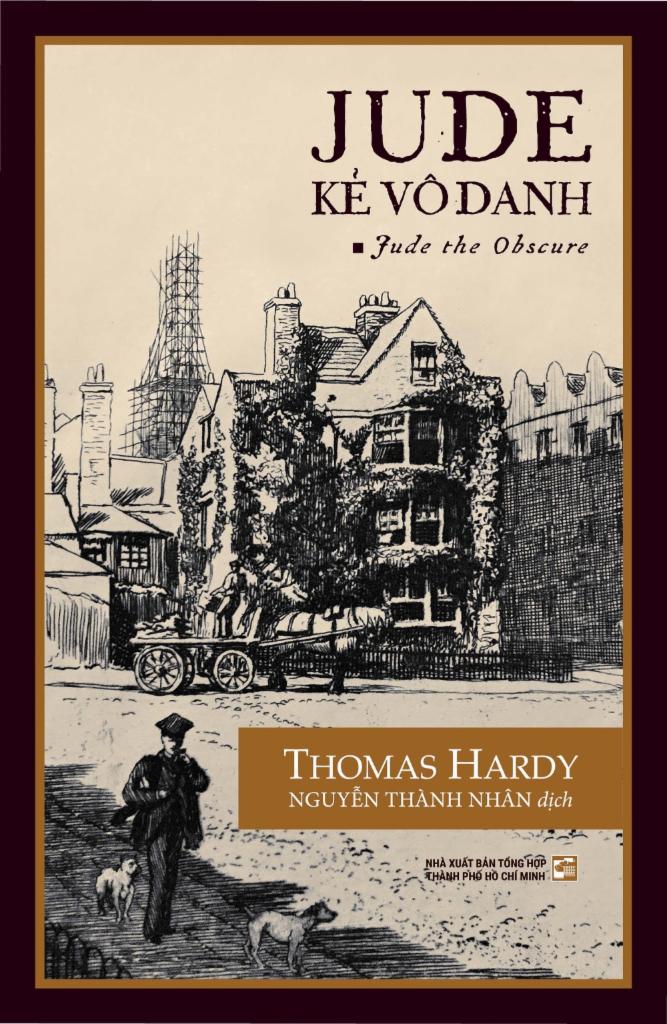 JUDE
KẺ VÔ DANH
▪ Jude the Obscure
THOMAS HARDY
NGUYỄN THÀNH NHÂN dịch
NHÀ XUẤT BẢN TỔNG HỢP
THÀNH PHỐ HỒ CHÍ MINH